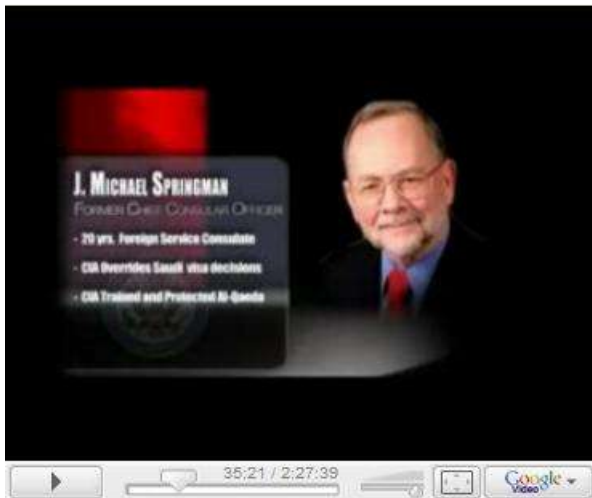 J. MICHAEL SPRINGMAN
FORMER CHIEF CONSULAR OFFICER
- 20 yrs. Foreign Service Consulate
- CIA Overrides Saudi visa decisions
- CIA Trained and Protected Al-Qaeda
35:21 / 2:27:39
Google
Video